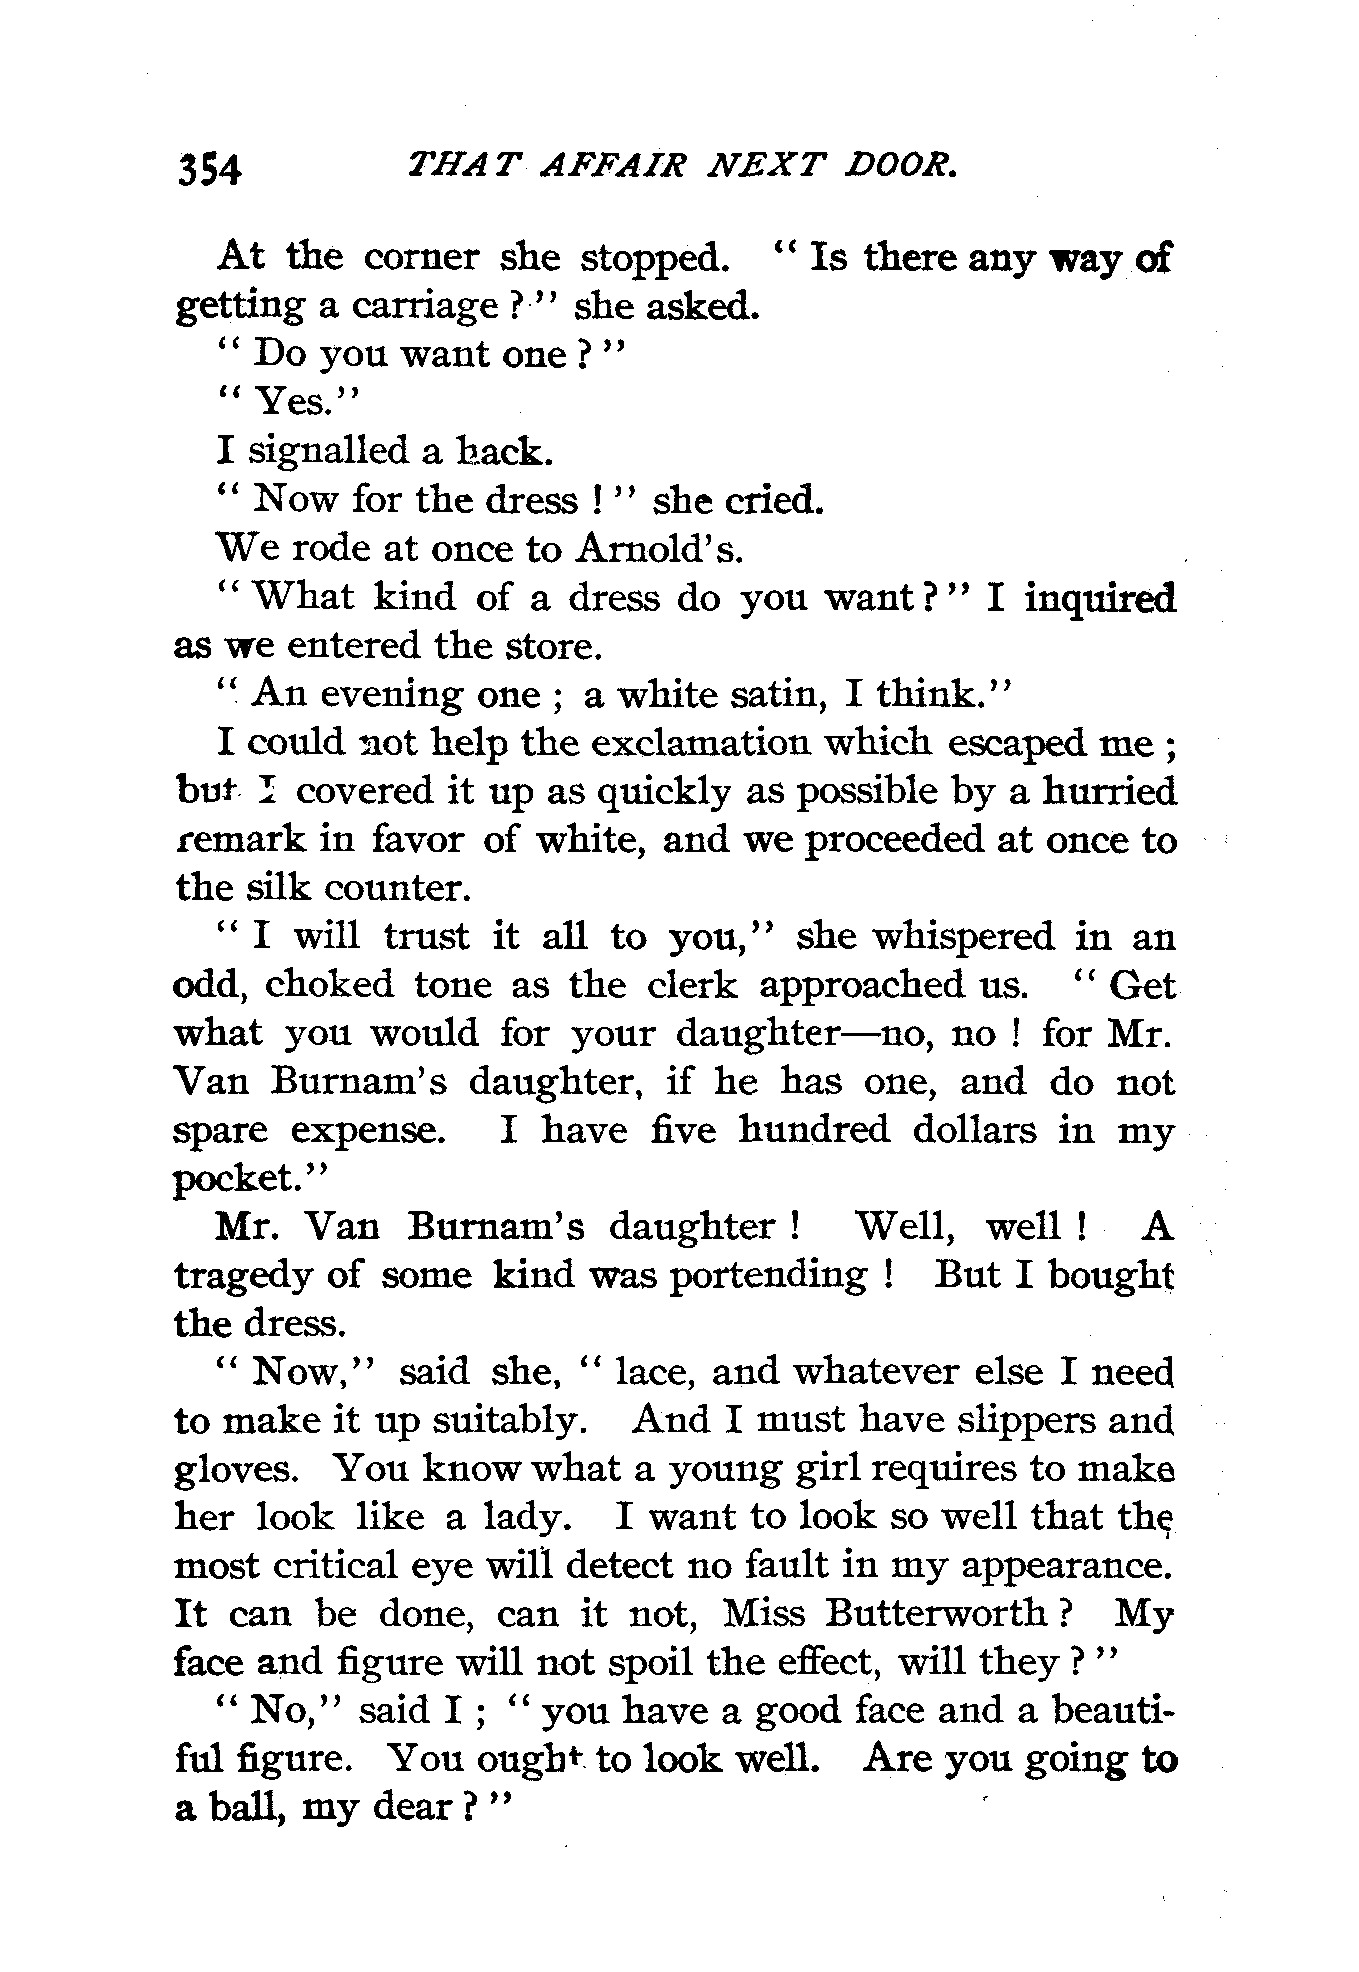 354 THAT AFFAIR NEXT DOOR.
At the corner she stopped. “ Is there any way of
getting a carriage ? ” she asked.
“ Do you want one ? ”
“ Yes.”
I signalled a hack.
“ Now for the dress ! ” she cried.
We rode at once to Arnold’s.
“ What kind of a dress do you want ? ” I inquired
as we entered the store.
“ An evening one ; a white satin, I think.”
I could not help the exclamation which escaped me ;
but I covered it up as quickly as possible by a hurried
remark in favor of white, and we proceeded at once to
the silk counter.
“ I will trust it all to you,” she whispered in an
odd, choked tone as the clerk approached us. “ Get
what you would for your daughter—no, no ! for Mr.
Van Burnam’s daughter, if he has one, and do not
spare expense. I have five hundred dollars in my
pocket.”
Mr. Van Burnam’s daughter ! Well, well ! A
tragedy of some kind was portending ! But I bought
the dress.
“ Now,” said she, “ lace, and whatever else I need
to make it up suitably. And I must have slippers and
gloves. You know what a young girl requires to make
her look like a lady. I want to look so well that the
most critical eye will detect no fault in my appearance.
It can be done, can it not, Miss Butterworth ? My
face and figure will not spoil the effect, will they ? ”
“ No,” said I ; “ you have a good face and a beauti-
ful figure. You ought to look well. Are you going to
a ball, my dear ? ”